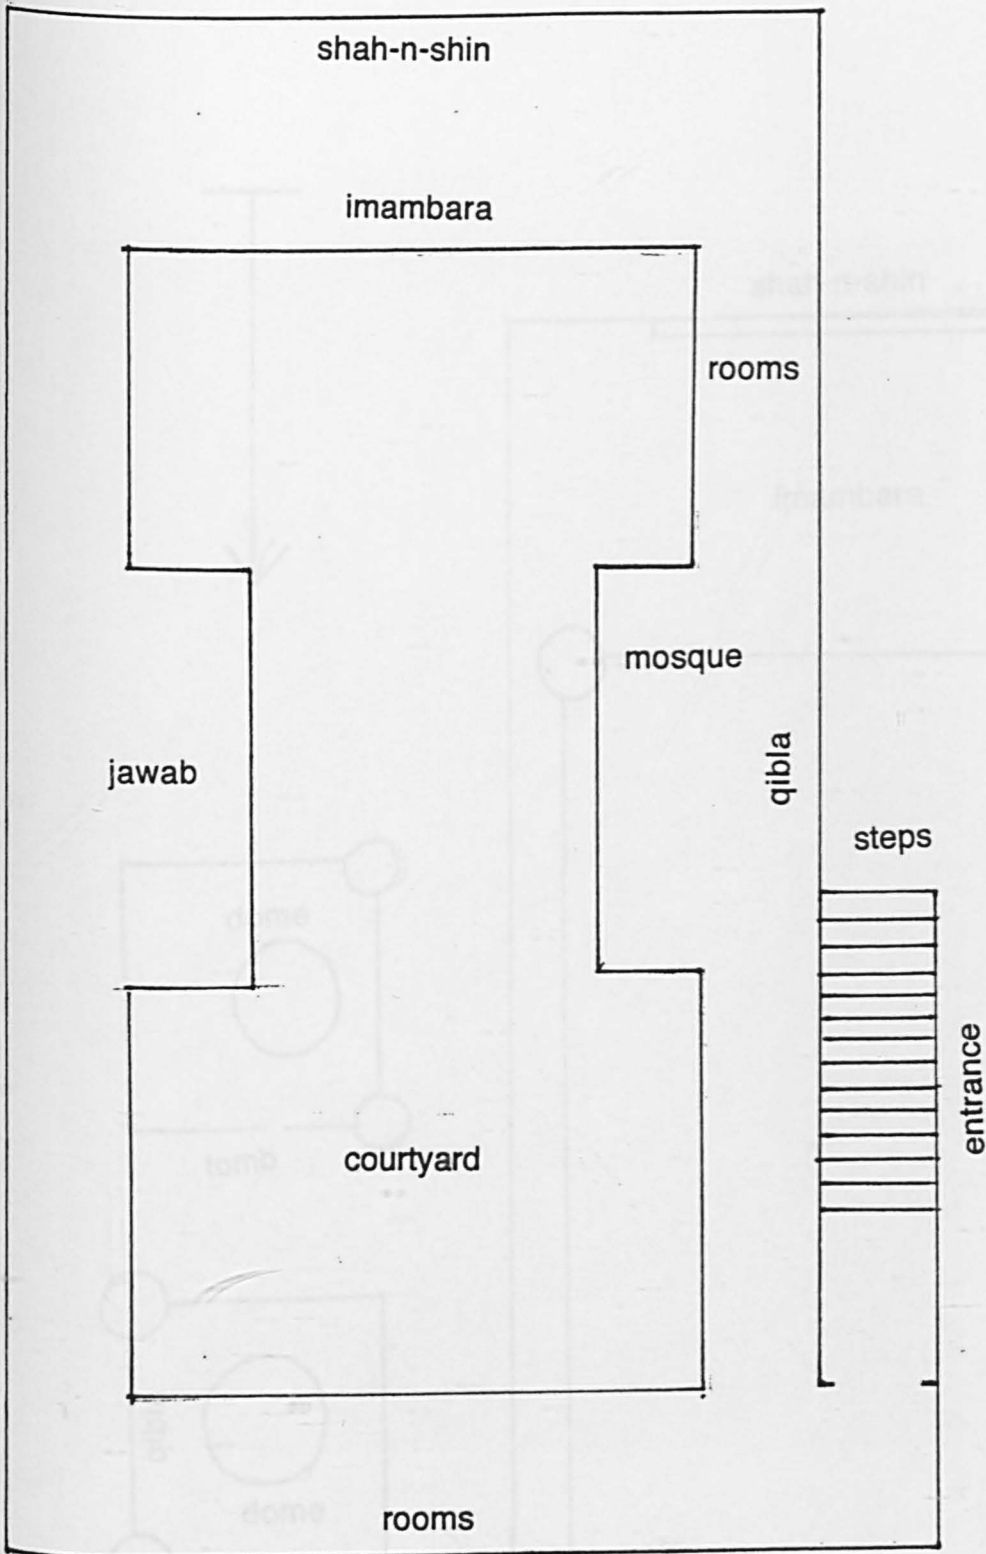 shah-n-shin
imambara
rooms
mosque
jawab
qibla
steps
entrance
courtyard
rooms